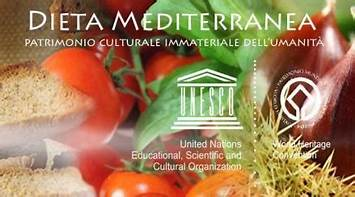 DIETA MEDITERRANEA
PATRIMONIO CULTURALE IMMATERIALE DELL'UMANITÀ
UNESCO
United Nations
Educational, Scientific and
Cultural Organization
World Heritage
Convention